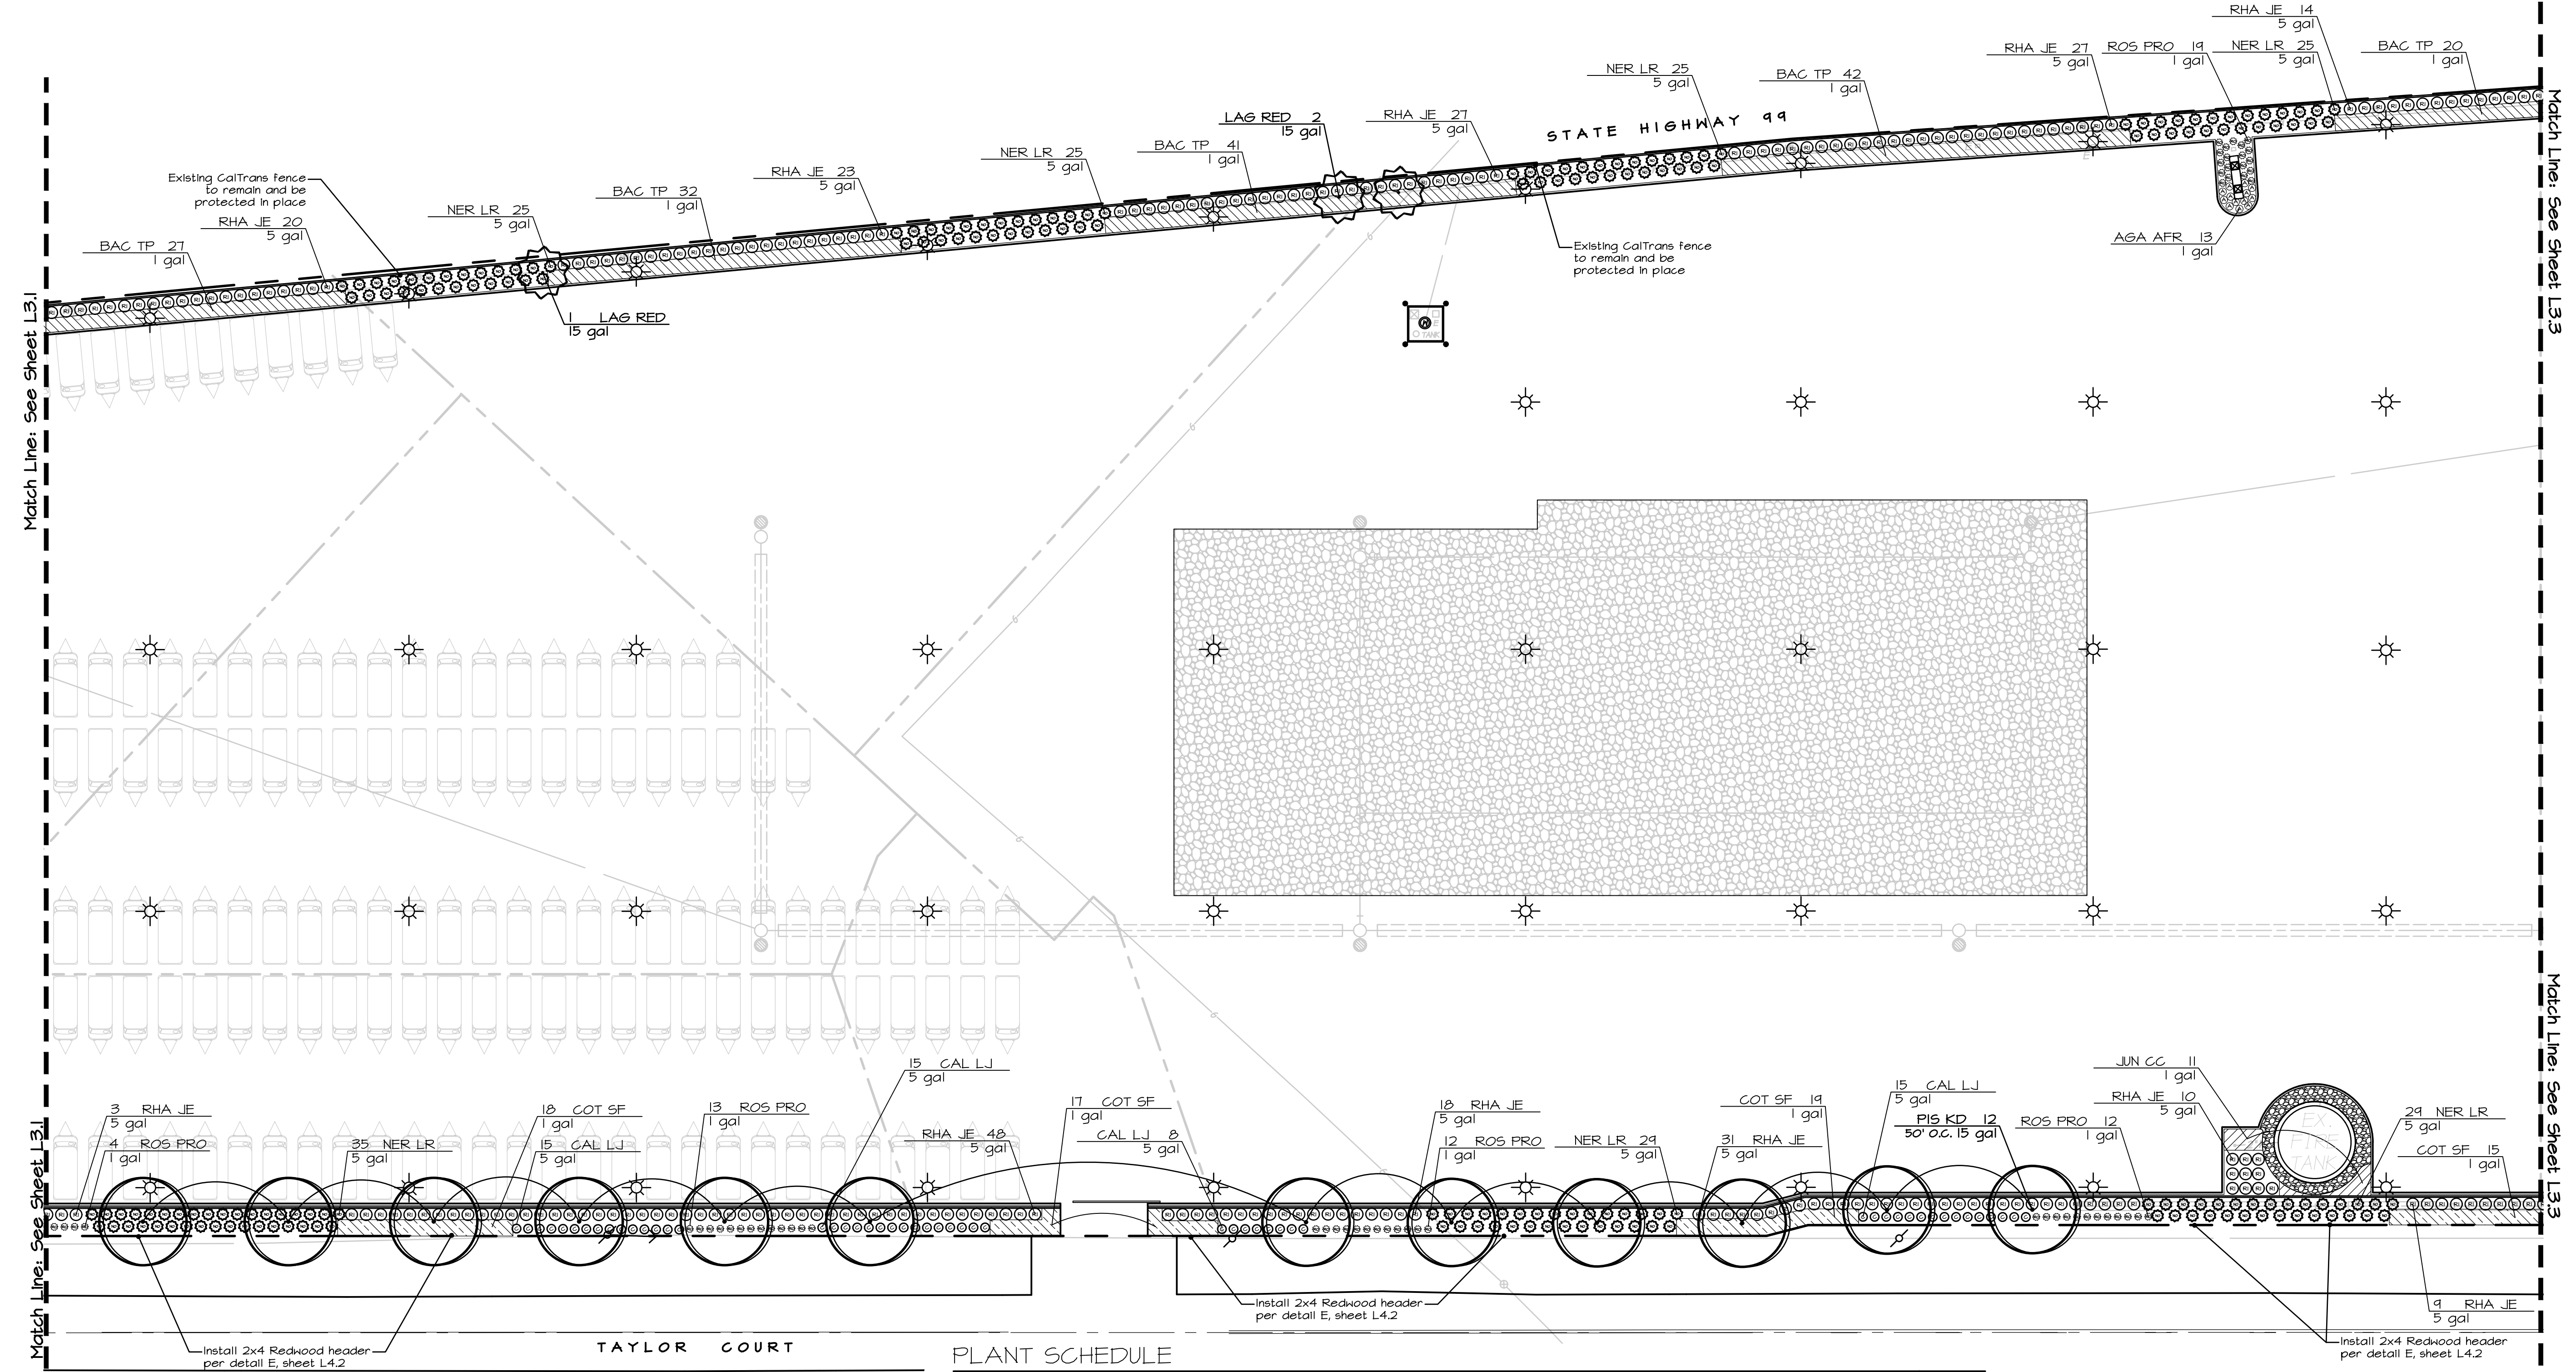 RHA JE 14
5 gal
RHA JE 27
5 gal
ROS PRO 19
1 gal
NER LR 25
5 gal
BAC TP 20
1 gal
NER LR 25
5 gal
BAC TP 42
1 gal
STATE HIGHWAY 99
LAG RED 2
15 gal
RHA JE 27
5 gal
BAC TP 41
1 gal
NER LR 25
5 gal
RHA JE 23
5 gal
BAC TP 32
1 gal
Existing CalTrans fence
to remain and be
protected in place
NER LR 25
5 gal
RHA JE 20
5 gal
BAC TP 27
1 gal
1 LAG RED
15 gal
Existing CalTrans fence
to remain and be
protected in place
AGA AFR 13
1 gal
TANK
Match Line: See Sheet L3.1
Match Line: See Sheet L3.3
15 CAL LJ
5 gal
3 RHA JE
5 gal
4 ROS PRO
1 gal
35 NER LR
5 gal
18 COT SF
1 gal
15 CAL LJ
5 gal
13 ROS PRO
1 gal
RHA JE 48
5 gal
17 COT SF
1 gal
CAL LJ 8
5 gal
18 RHA JE
5 gal
12 ROS PRO
1 gal
NER LR 29
5 gal
COT SF 19
1 gal
31 RHA JE
5 gal
15 CAL LJ
5 gal
PIS KD 12
50' O.C. 15 gal
ROS PRO 12
1 gal
JUN CC 11
1 gal
RHA JE 10
5 gal
EX.
FIRE
TANK
29 NER LR
5 gal
COT SF 15
1 gal
9 RHA JE
5 gal
Match Line: See Sheet L3.1
Match Line: See Sheet L3.3
Install 2x4 Redwood header
per detail E, sheet L4.2
Install 2x4 Redwood header
per detail E, sheet L4.2
Install 2x4 Redwood header
per detail E, sheet L4.2
TAYLOR COURT
PLANT SCHEDULE